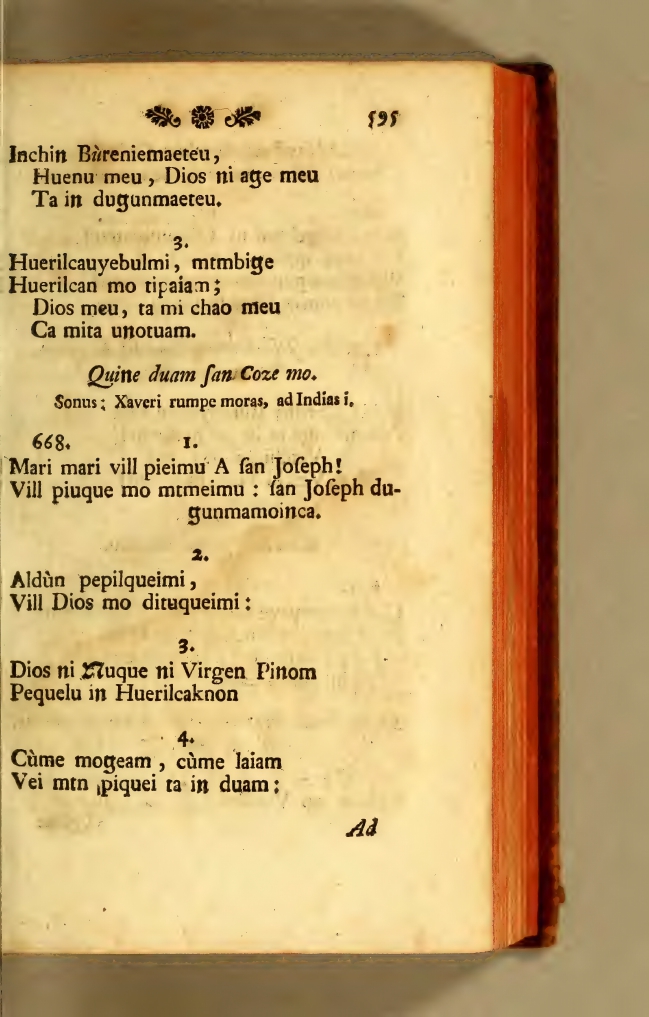 595
Inchin Bùreniemaeteu,
Huenu meu, Dios ni age meu
Ta in dugunmaeteu.
3.
Huerilcauyebulmi, mtmbige
Huerilcan mo tipaiam;
Dios meu, ta mi chao meu
Ca mita unotuam.
Quine duam ſan Coze mo.
Sonus; Xaveri rumpe moras, ad Indias i.
668. 1.
Mari mari vill pieimu A ſan Joſeph!
Vill piuque mo mtmeimu: ſan Joſeph du-
gunmamoinca.
2.
Aldùn pepilqueimi,
Vill Dios mo dituqueimi:
3.
Dios ni Nuque ni Virgen Pinom
Pequelu in Huerilcaknon
4.
Cùme mogeam, cùme laiam
Vei mtn piquei ta in duam:
Ad